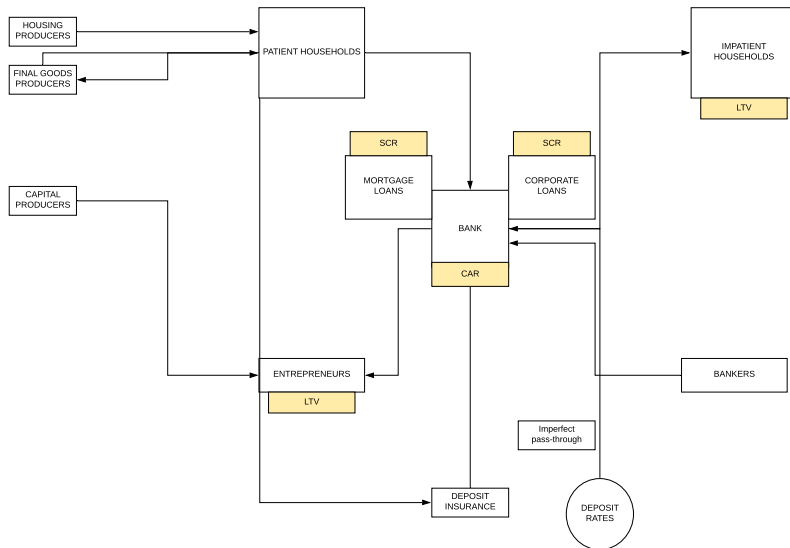 HOUSING
PRODUCERS
PATIENT HOUSEHOLDS
IMPATIENT
HOUSEHOLDS
FINAL GOODS
PRODUCERS
LTV
SCR
SCR
MORTGAGE
LOANS
CORPORATE
LOANS
CAPITAL
PRODUCERS
BANK
CAR
ENTREPRENEURS
BANKERS
LTV
Imperfect
pass-through
DEPOSIT
INSURANCE
DEPOSIT
RATES